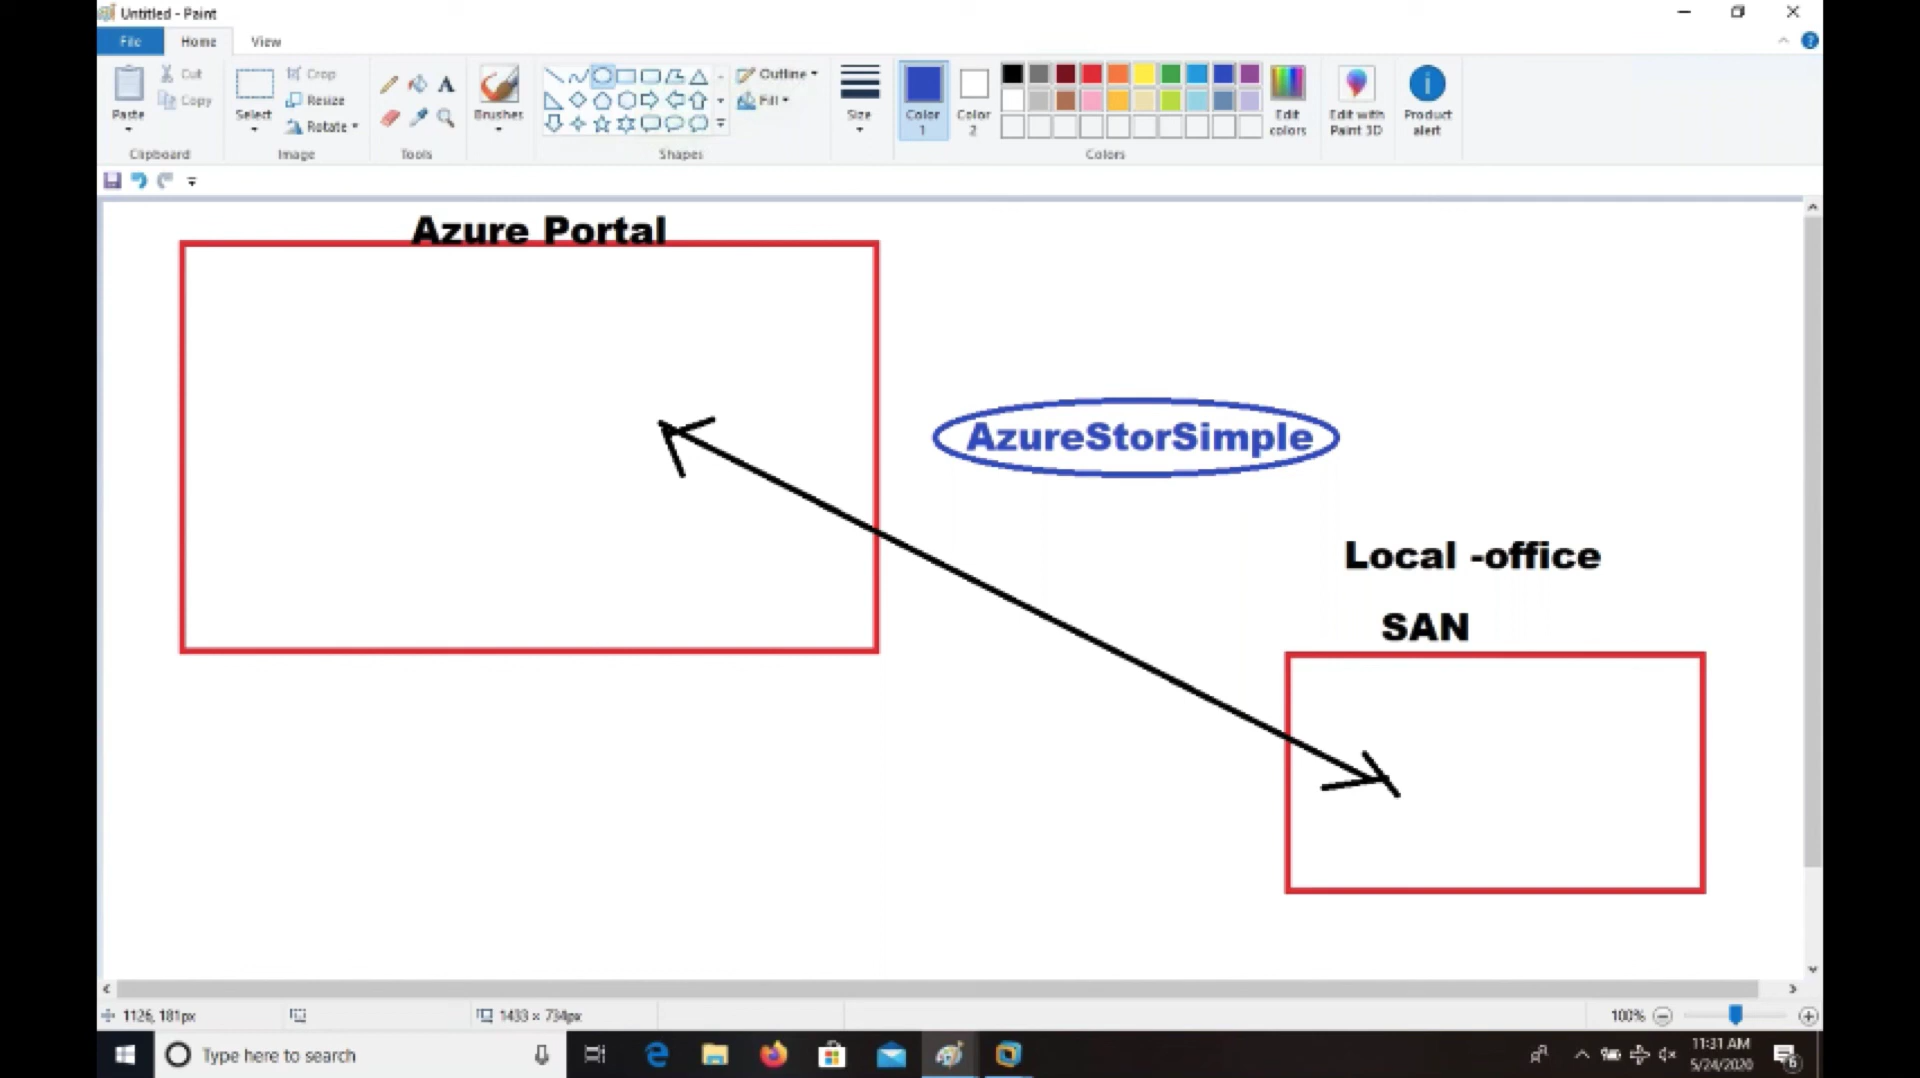 Untitled - Paint
File Home View
Cut
Copy
Paste
Clipboard
Crop
Resize
Rotate
Select
Image
Tools
Brushes
Shapes
Outline
Fill
Size
Color 1
Color 2
Edit colors
Colors
Edit with Paint 3D
Product alert
Azure Portal
AzureStorSimple
Local -office
SAN
1126, 181px
1433 × 734px
100%
Type here to search
11:31 AM
5/24/2020
6